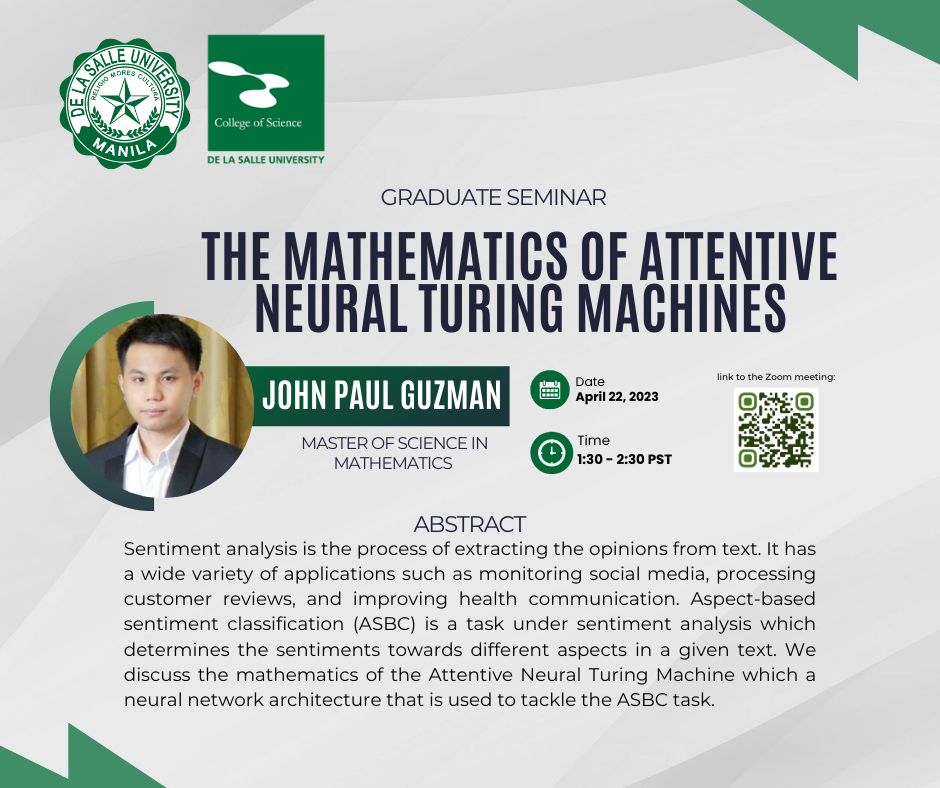 DE LA SALLE UNIVERSITY
RELIGIO MORES CULTURA
MANILA
College of Science
DE LA SALLE UNIVERSITY
GRADUATE SEMINAR
THE MATHEMATICS OF ATTENTIVE
NEURAL TURING MACHINES
JOHN PAUL GUZMAN
MASTER OF SCIENCE IN
MATHEMATICS
Date
April 22, 2023
Time
1:30 - 2:30 PST
link to the Zoom meeting:
ABSTRACT
Sentiment analysis is the process of extracting the opinions from text. It has
a wide variety of applications such as monitoring social media, processing
customer reviews, and improving health communication. Aspect-based
sentiment classification (ASBC) is a task under sentiment analysis which
determines the sentiments towards different aspects in a given text. We
discuss the mathematics of the Attentive Neural Turing Machine which a
neural network architecture that is used to tackle the ASBC task.